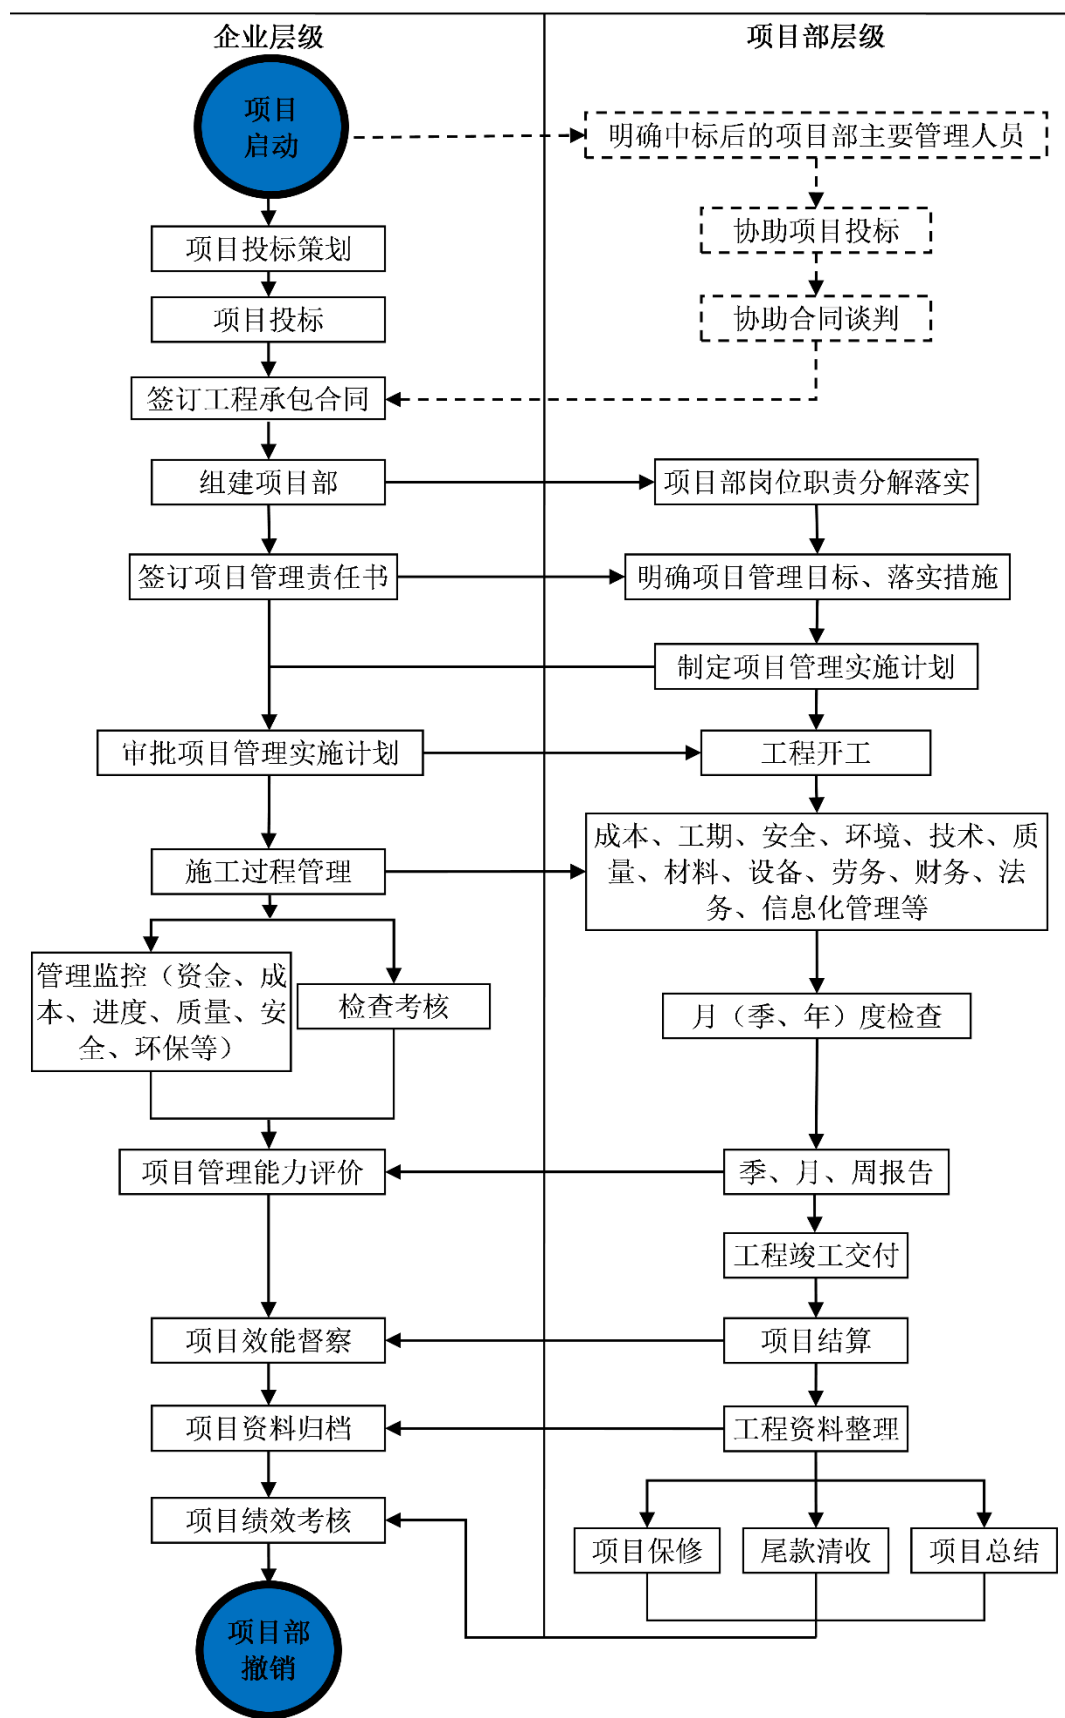 企业层级
项目部层级
项目
启动
明确中标后的项目部主要管理人员
协助项目投标
项目投标策划
项目投标
协助合同谈判
签订工程承包合同
组建项目部
项目部岗位职责分解落实
签订项目管理责任书
明确项目管理目标、落实措施
制定项目管理实施计划
审批项目管理实施计划
工程开工
施工过程管理
成本、工期、安全、环境、技术、质
量、材料、设备、劳务、财务、法
务、信息化管理等
管理监控（资金、成
本、进度、质量、安
全、环保等）
检查考核
月（季、年）度检查
项目管理能力评价
季、月、周报告
工程竣工交付
项目效能督察
项目结算
项目资料归档
工程资料整理
项目绩效考核
项目保修
尾款清收
项目总结
项目部
撤销